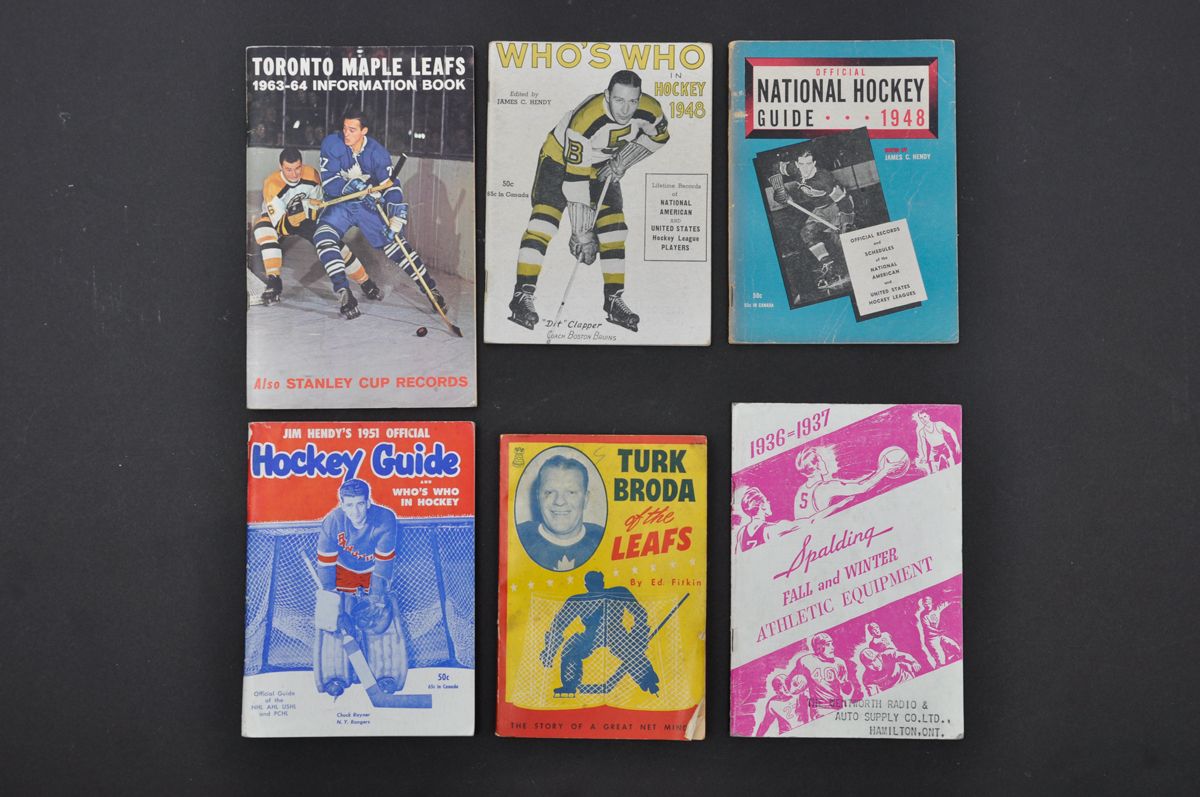 TORONTO MAPLE LEAFS
1963-64 INFORMATION BOOK
7
Also STANLEY CUP RECORDS
WHO'S WHO
IN
HOCKEY
1948
Edited by
JAMES C. HENDY
50c
65c in Canada
5
B
Lifetime Records
of
NATIONAL
AMERICAN
AND
UNITED STATES
Hockey League
PLAYERS
"Dit" Clapper
COACH BOSTON BRUINS
OFFICIAL
NATIONAL HOCKEY
GUIDE • • • 1948
JAMES C. HENDY
OFFICIAL RECORDS
and
SCHEDULES
of the
NATIONAL
AMERICAN
and
UNITED STATES
HOCKEY LEAGUES
50c
IN CANADA
JIM HENDY'S 1951 OFFICIAL
Hockey Guide
AND
WHO'S WHO
IN HOCKEY
50c
65c in Canada
Official Guide
of the
NHL AHL USHL
and PCHL
Chuck Rayner
N. Y. Rangers
TURK
BRODA
of the
LEAFS
By Ed. Fitkin
THE STORY OF A GREAT NET
1936=1937
S
7
Spalding
FALL and WINTER
ATHLETIC EQUIPMENT
RADIO &
AUTO SUPPLY CO.LTD.,
HAMILTON,ONT.